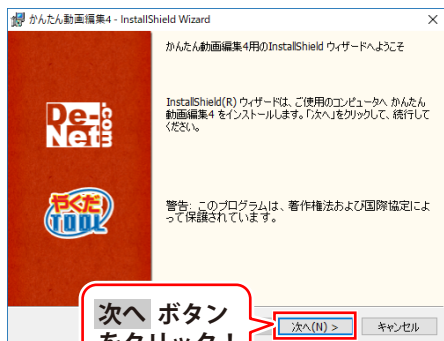 かんたん動画編集4 - InstallShield Wizard
かんたん動画編集4用のInstallShield ウィザードへようこそ
InstallShield(R) ウィザードは、ご使用のコンピュータへ かんたん
動画編集4 をインストールします。「次へ」をクリックして、続行して
ください。
De-
Net
.com
やくだち
TOOL
警告: このプログラムは、著作権法および国際協定によ
って保護されています。
次へ ボタン
をクリック!
次へ(N) >
キャンセル